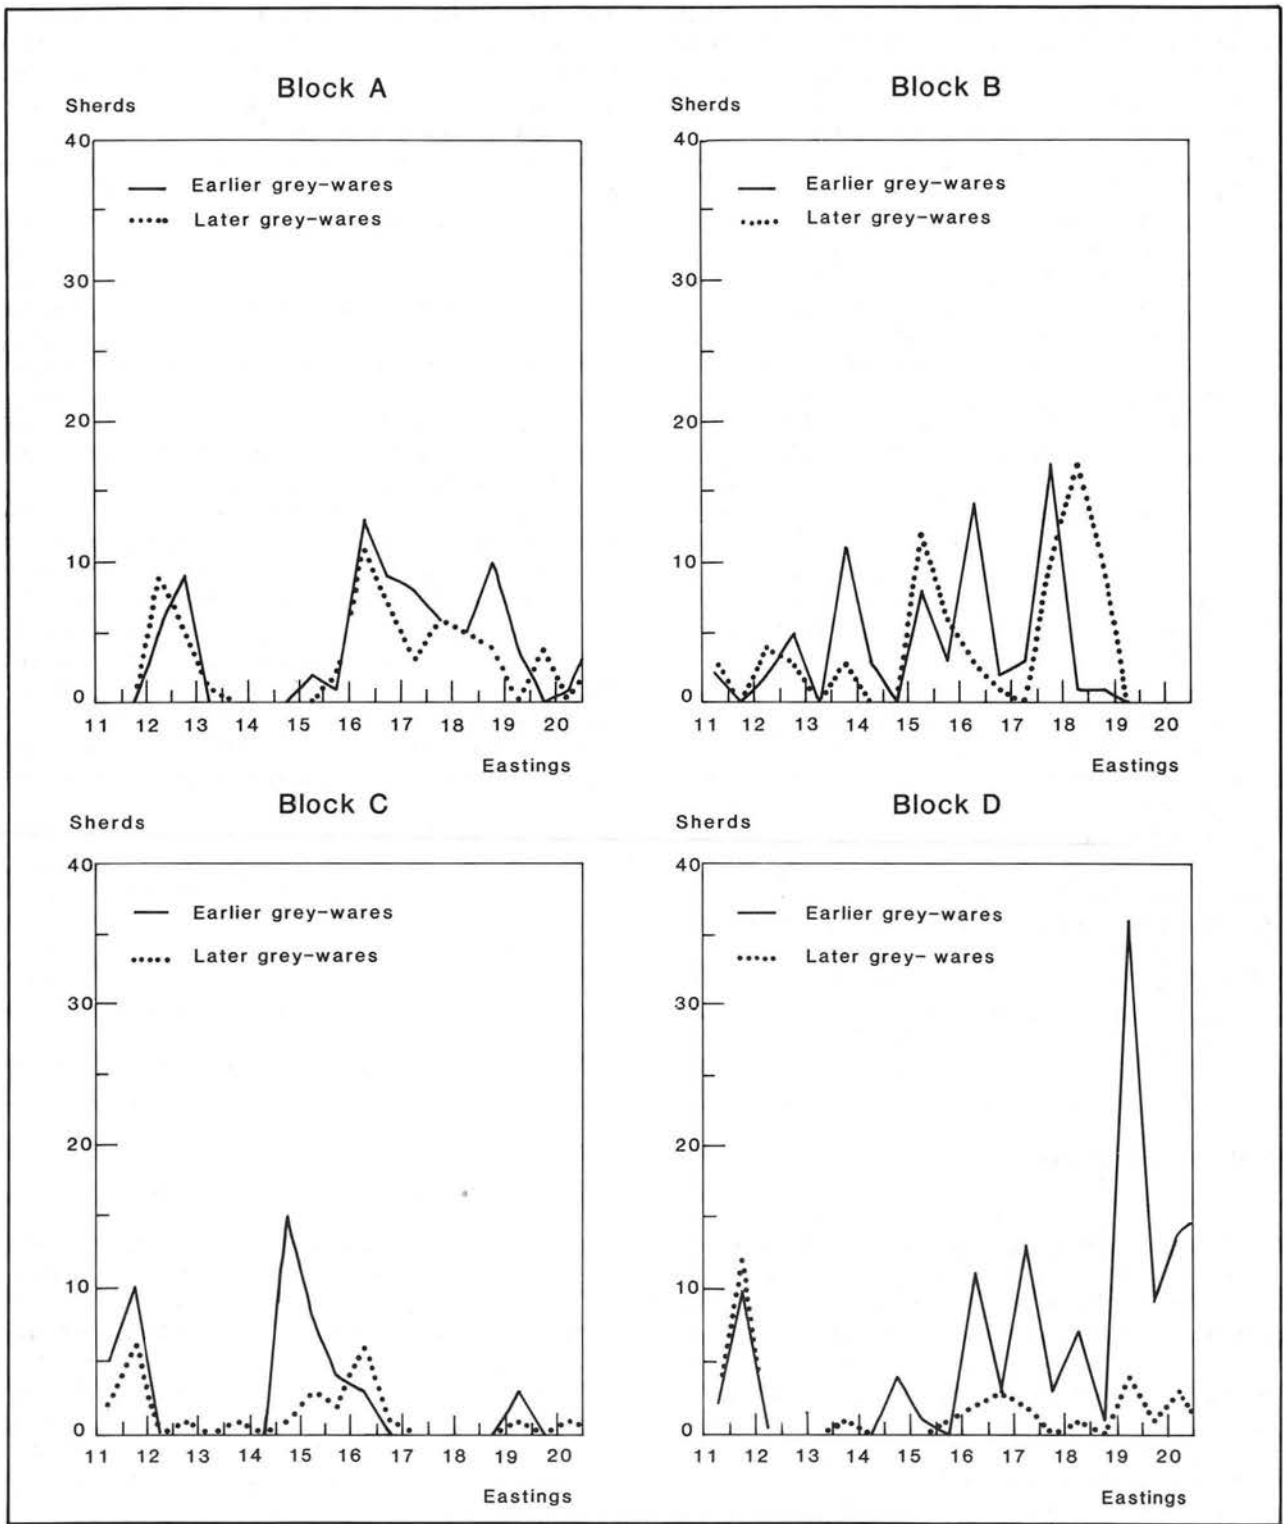 Block A
Sherds
40
30
20
10
0
Earlier grey-wares
Later grey-wares
11 12 13 14 15 16 17 18 19 20
Eastings
Block B
Sherds
40
30
20
10
0
Earlier grey-wares
Later grey-wares
11 12 13 14 15 16 17 18 19 20
Eastings
Block C
Sherds
40
30
20
10
0
Earlier grey-wares
Later grey-wares
11 12 13 14 15 16 17 18 19 20
Eastings
Block D
Sherds
40
30
20
10
0
Earlier grey-wares
Later grey- wares
11 12 13 14 15 16 17 18 19 20
Eastings